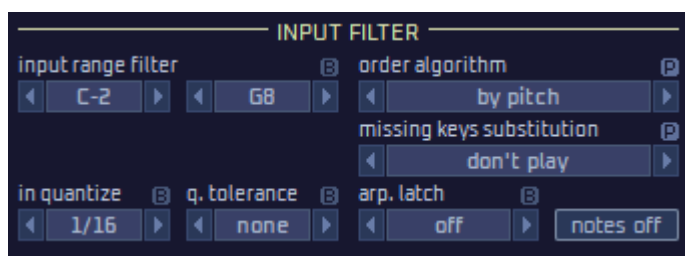 INPUT FILTER
input range filter B order algorithm P
C-2 G8 by pitch
missing keys substitution P
don't play
in quantize B q. tolerance B arp. latch B
1/16 none off notes off